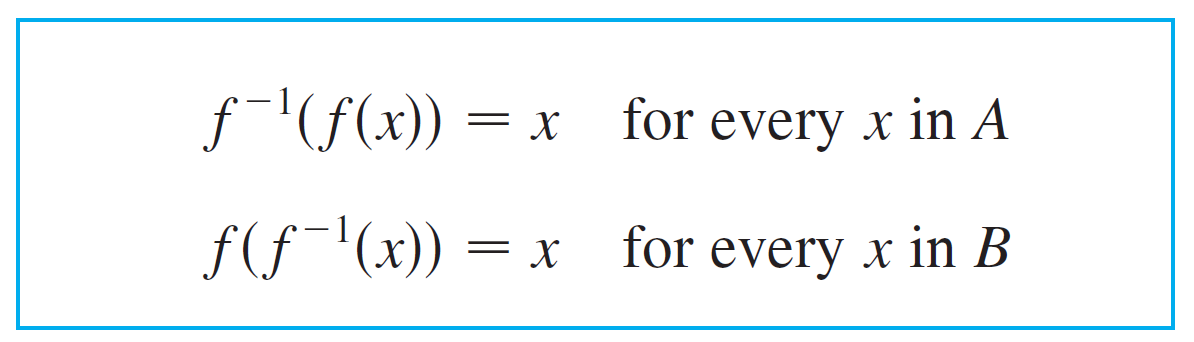 f⁻¹(f(x)) = x for every x in A
f(f⁻¹(x)) = x for every x in B